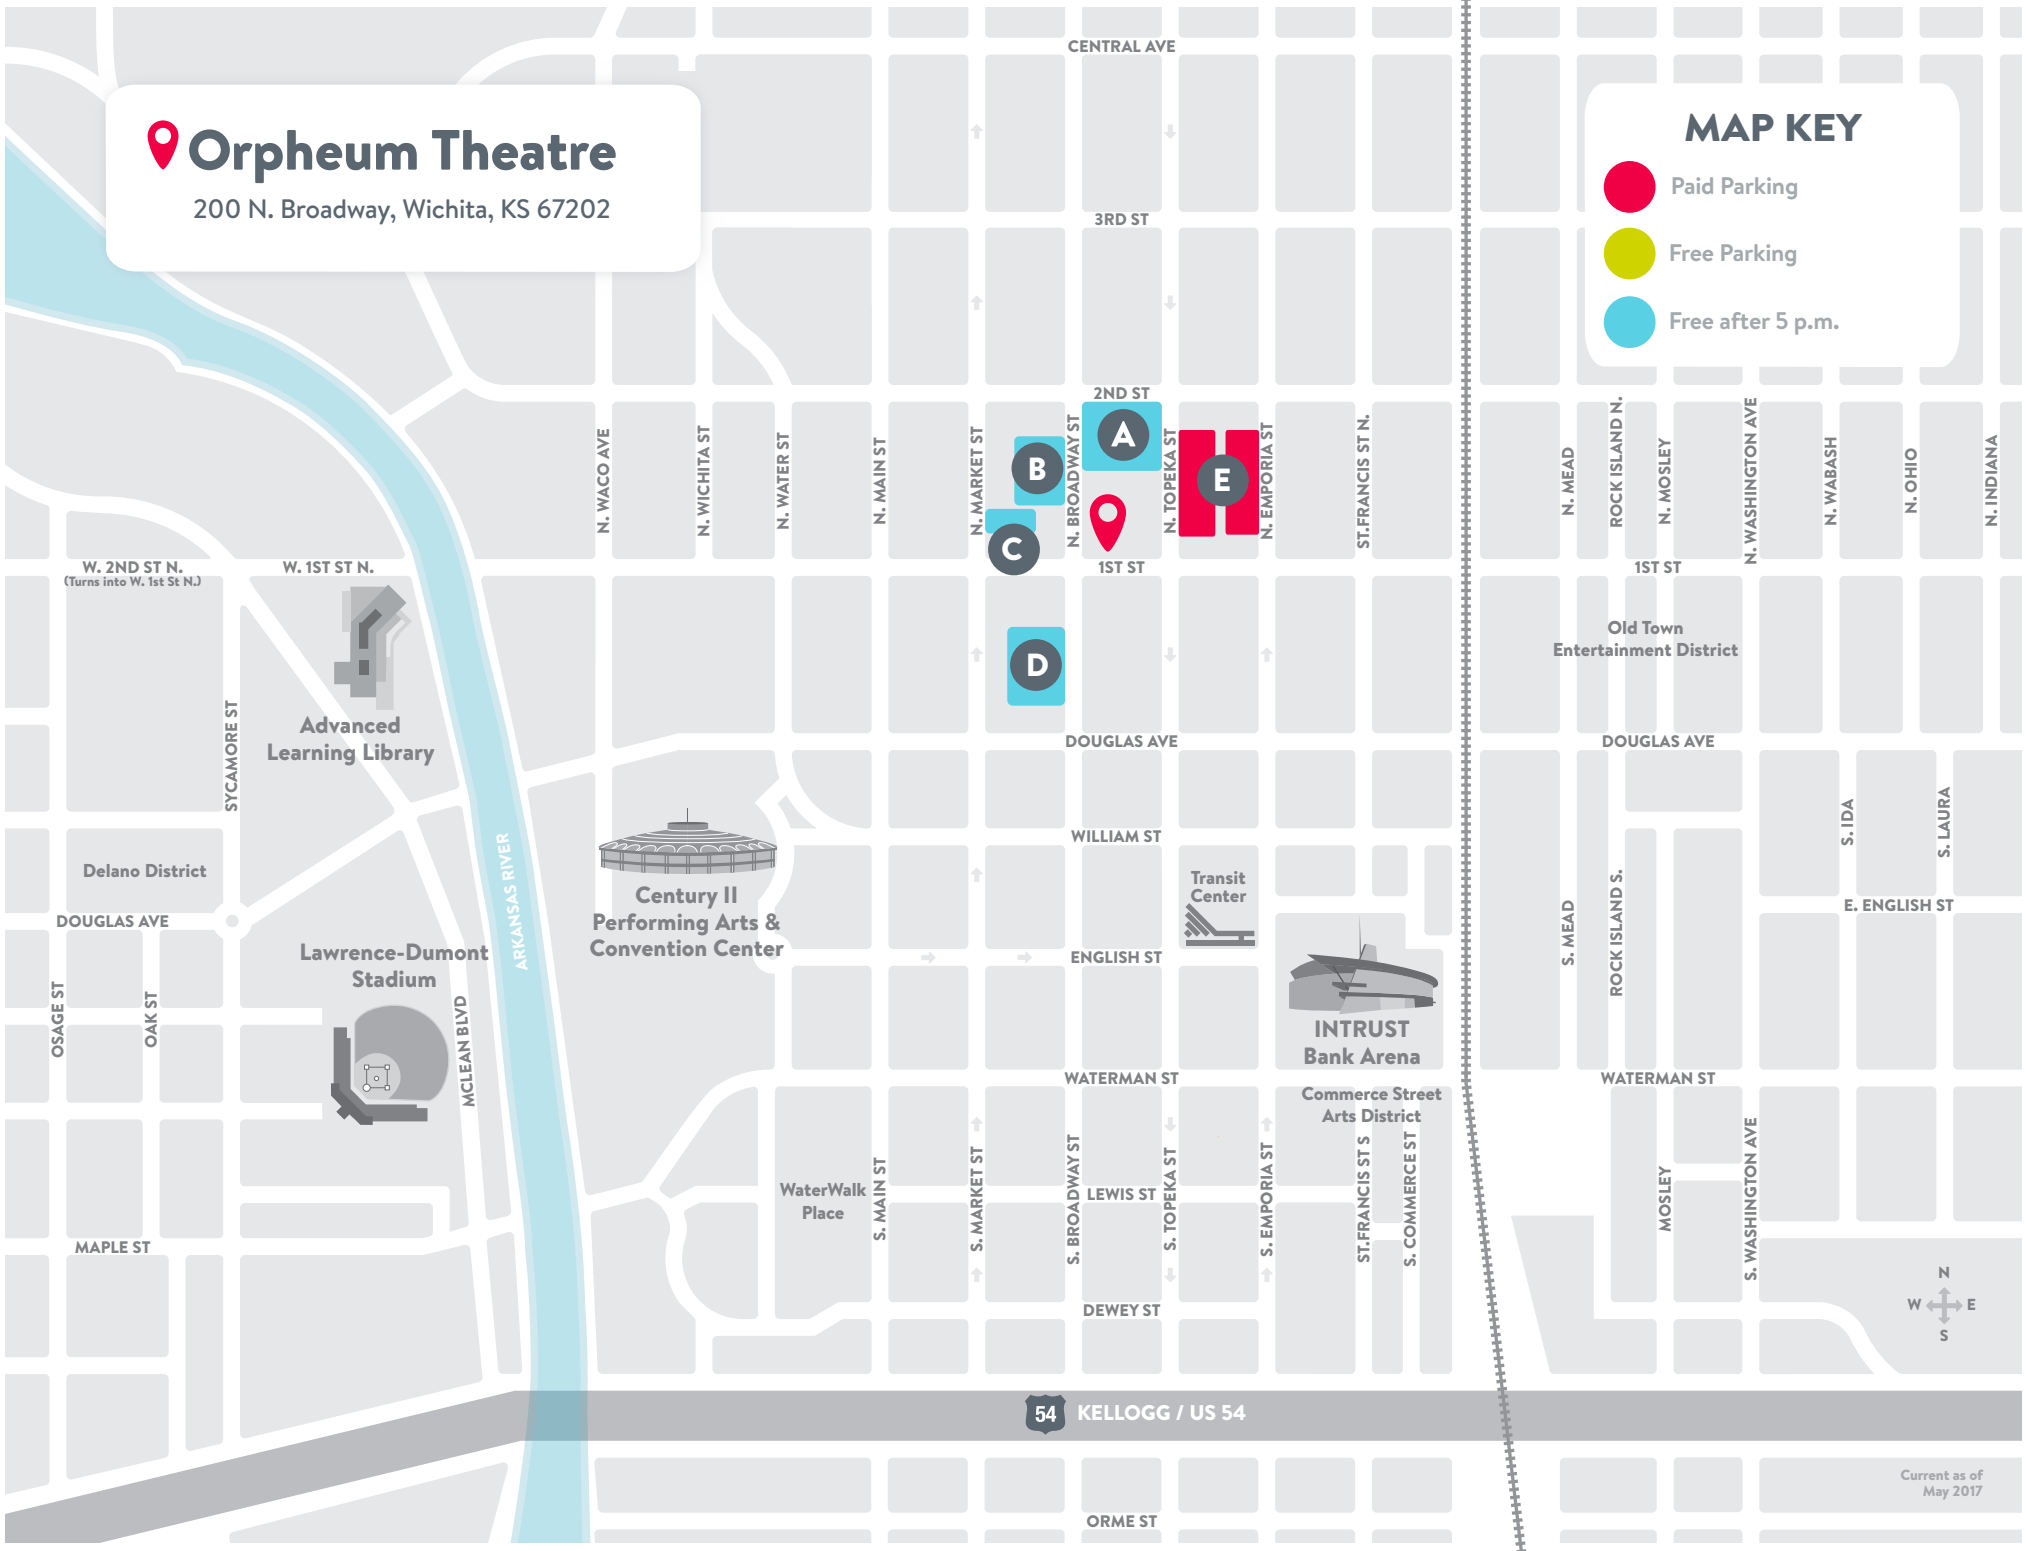 Orpheum Theatre
200 N. Broadway, Wichita, KS 67202
MAP KEY
Paid Parking
Free Parking
Free after 5 p.m.
CENTRAL AVE
3RD ST
2ND ST
N. WACO AVE
N. WICHITA ST
N. WATER ST
N. MAIN ST
N. MARKET ST
N. BROADWAY ST
N. TOPEKA ST
N. EMPORIA ST
ST.FRANCIS ST N.
N. MEAD
ROCK ISLAND N.
N. MOSLEY
N. WASHINGTON AVE
N. WABASH
N. OHIO
N. INDIANA
A
B
C
D
E
W. 2ND ST N.
(Turns into W. 1st St N.)
W. 1ST ST N.
1ST ST
1ST ST
Old Town
Entertainment District
Advanced
Learning Library
SYCAMORE ST
DOUGLAS AVE
DOUGLAS AVE
ARKANSAS RIVER
WILLIAM ST
S. IDA
S. LAURA
Delano District
DOUGLAS AVE
Century II
Performing Arts &
Convention Center
Transit
Center
S. MEAD
ROCK ISLAND S.
E. ENGLISH ST
Lawrence-Dumont
Stadium
ENGLISH ST
OSAGE ST
OAK ST
MCLEAN BLVD
INTRUST
Bank Arena
WATERMAN ST
WATERMAN ST
Commerce Street
Arts District
WaterWalk
Place
S. MAIN ST
S. MARKET ST
S. BROADWAY ST
LEWIS ST
S. TOPEKA ST
S. EMPORIA ST
ST.FRANCIS ST S
S. COMMERCE ST
MOSLEY
S. WASHINGTON AVE
MAPLE ST
DEWEY ST
N
W
E
S
54
KELLOGG / US 54
Current as of
May 2017
ORME ST